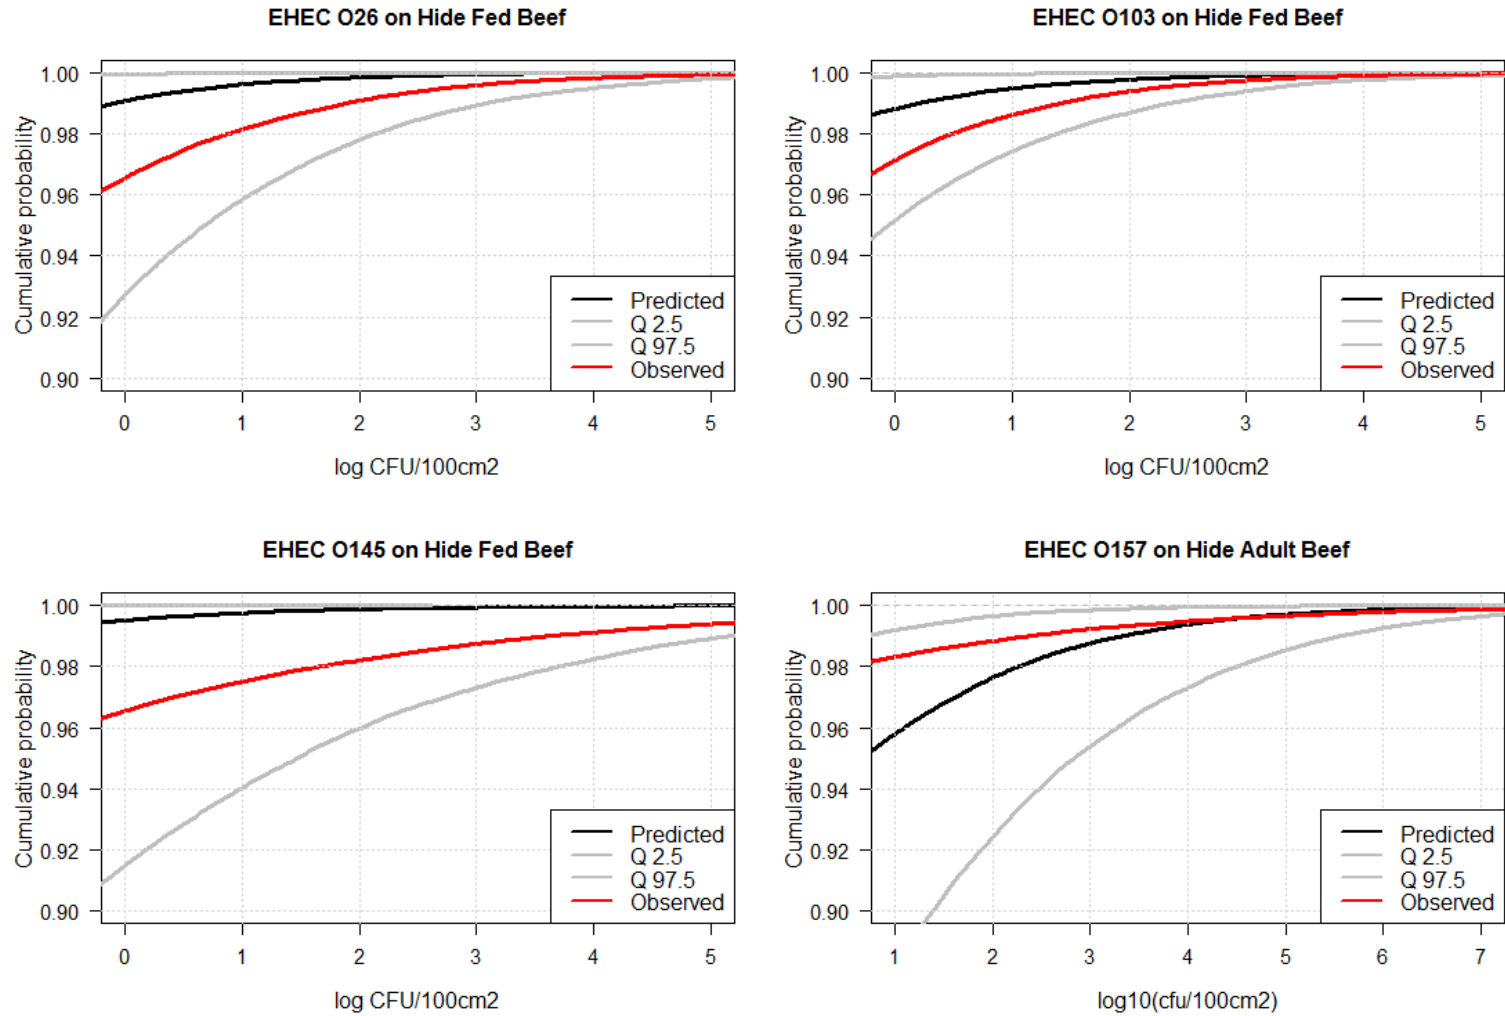 EHEC O26 on Hide Fed Beef
Cumulative probability
1.00
0.98
0.96
0.94
0.92
0.90
0 1 2 3 4 5
log CFU/100cm2
Predicted
Q 2.5
Q 97.5
Observed
EHEC O103 on Hide Fed Beef
Cumulative probability
1.00
0.98
0.96
0.94
0.92
0.90
0 1 2 3 4 5
log CFU/100cm2
Predicted
Q 2.5
Q 97.5
Observed
EHEC O145 on Hide Fed Beef
Cumulative probability
1.00
0.98
0.96
0.94
0.92
0.90
0 1 2 3 4 5
log CFU/100cm2
Predicted
Q 2.5
Q 97.5
Observed
EHEC O157 on Hide Adult Beef
Cumulative probability
1.00
0.98
0.96
0.94
0.92
0.90
1 2 3 4 5 6 7
log10(cfu/100cm2)
Predicted
Q 2.5
Q 97.5
Observed